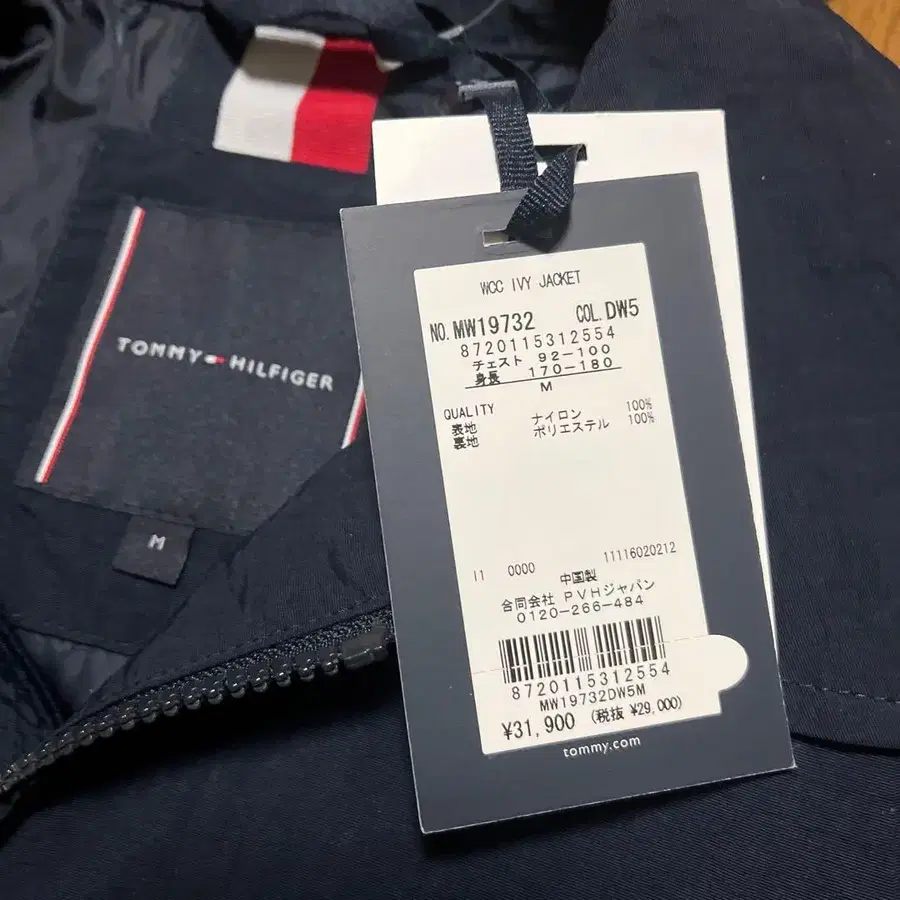 TOMMY HILFIGER
M
WCC IVY JACKET
NO. MW19732 COL. DW5
8720115312554
チェスト 92-100
身長 170-180
M
QUALITY
表地 ナイロン 100%
裏地 ポリエステル 100%
11 0000 11116020212
中国製
合同会社 PVHジャパン
0120-266-484
8720115312554
MW19732DW5M
¥31,900 (税抜 ¥29,000)
tommy.com